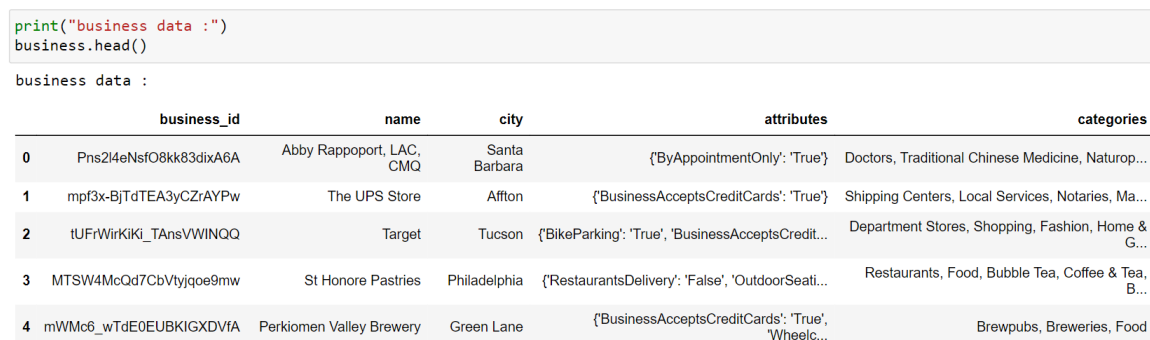 print("business data :")
business.head()
business data :
business_id name city attributes categories
0 Pns2l4eNsfO8kk83dixA6A Abby Rappoport, LAC, CMQ Santa Barbara {'ByAppointmentOnly': 'True'} Doctors, Traditional Chinese Medicine, Naturop...
1 mpf3x-BjTdTEA3yCZrAYPw The UPS Store Affton {'BusinessAcceptsCreditCards': 'True'} Shipping Centers, Local Services, Notaries, Ma...
2 tUFrWirKiKi_TAnsVWINQQ Target Tucson {'BikeParking': 'True', 'BusinessAcceptsCredit... Department Stores, Shopping, Fashion, Home & G...
3 MTSW4McQd7CbVtyjqoe9mw St Honore Pastries Philadelphia {'RestaurantsDelivery': 'False', 'OutdoorSeati... Restaurants, Food, Bubble Tea, Coffee & Tea, B...
4 mWMc6_wTdE0EUBKIGXDVfA Perkiomen Valley Brewery Green Lane {'BusinessAcceptsCreditCards': 'True', 'Wheelc... Brewpubs, Breweries, Food